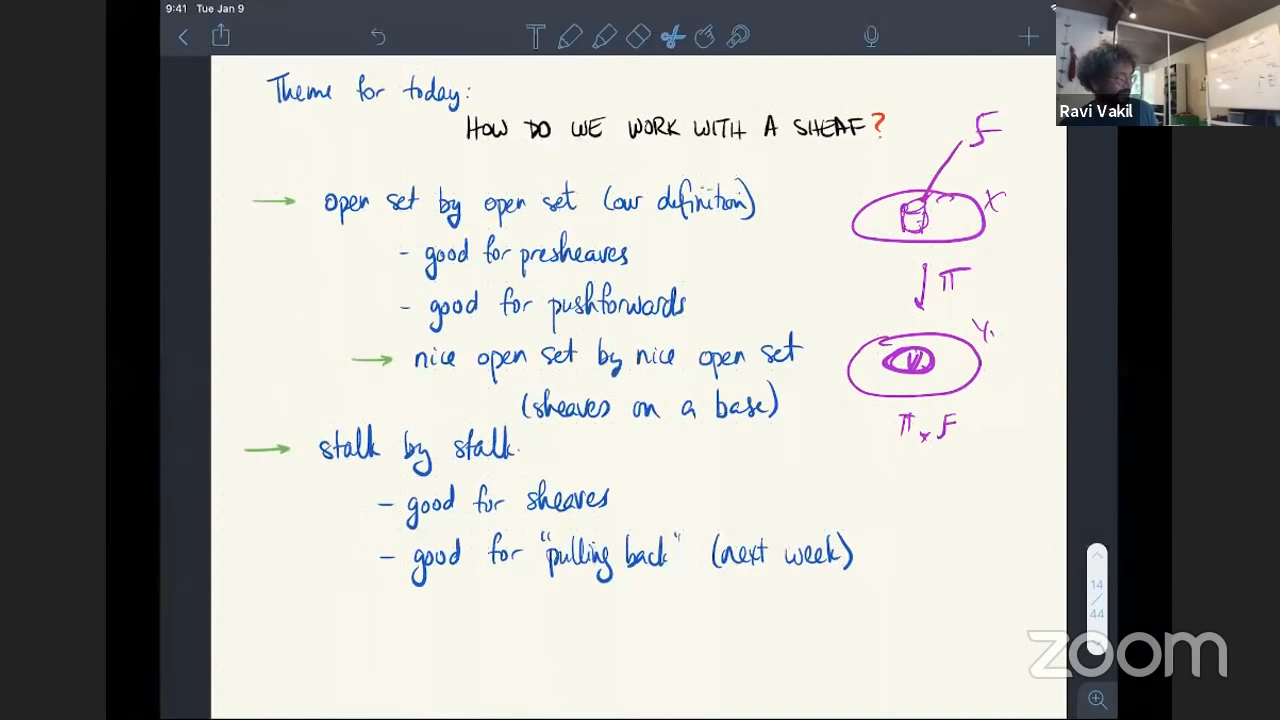 9:41 Tue Jan 9
Ravi Vakil
Theme for today:
HOW DO WE WORK WITH A SHEAF?
→ open set by open set (our definition)
- good for presheaves
- good for pushforwards
→ nice open set by nice open set
(sheaves on a base)
→ stalk by stalk.
- good for sheaves
- good for "pulling back" (next week)
F
X
↓ π
Y
π* F
14
/
44
zoom